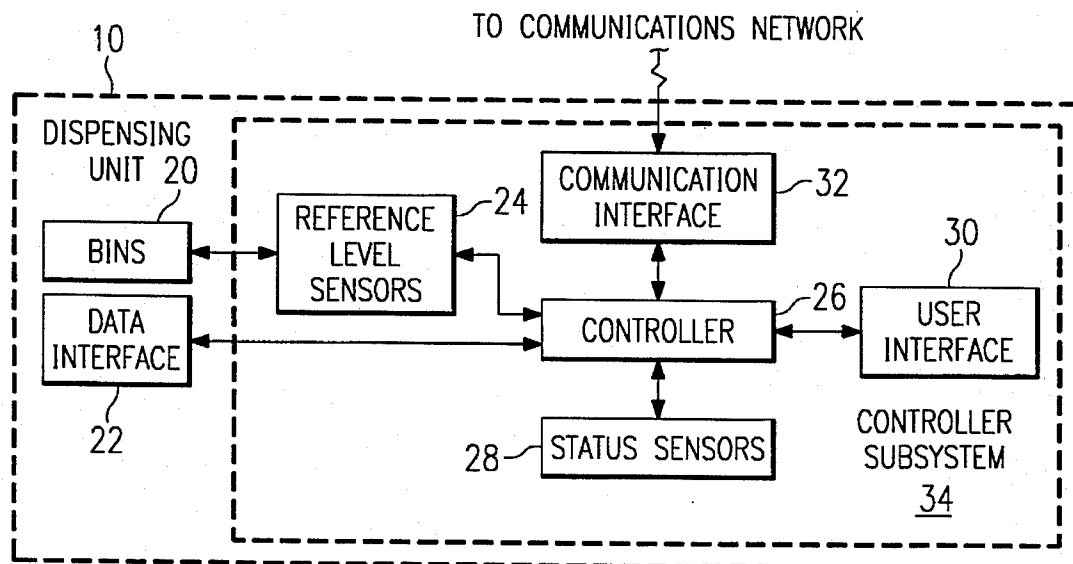 TO COMMUNICATIONS NETWORK
10
DISPENSING
UNIT
20
BINS
DATA
INTERFACE
22
REFERENCE
LEVEL
SENSORS
24
COMMUNICATION
INTERFACE
32
CONTROLLER
26
30
USER
INTERFACE
28
STATUS SENSORS
CONTROLLER
SUBSYSTEM
34